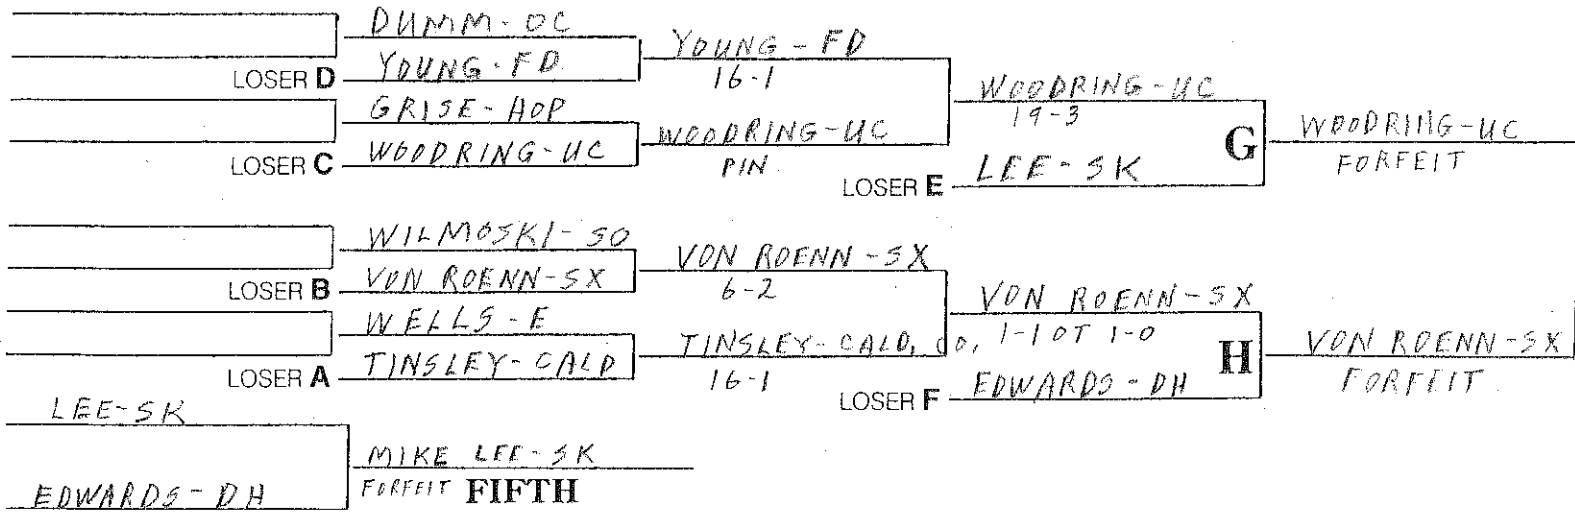 DUMM-OC
LOSER D YOUNG-FD
YOUNG-FD
16-1
GRISE-HOP
LOSER C WOODRING-UC
WOODRING-UC
PIN
WOODRING-UC
19-3
LOSER E LEE-SK
G
WOODRING-UC
FORFEIT
WILMOSKI-SO
LOSER B VON ROENN-SX
VON ROENN-SX
6-2
WELLS-E
LOSER A TINSLEY-CALD
TINSLEY-CALD, CO,
16-1
VON ROENN-SX
1-1 OT 1-0
LOSER F EDWARDS-DH
H
VON ROENN-SX
FORFEIT
LEE-SK
EDWARDS-DH
MIKE LEE-SK
FORFEIT FIFTH